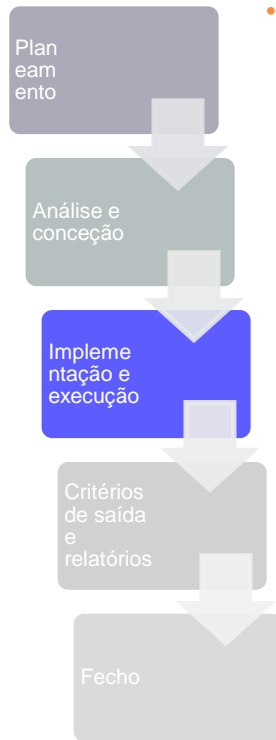 Plan
eam
ento
Análise e
conceção
Impleme
ntação e
execução
Critérios
de saída
e
relatórios
Fecho